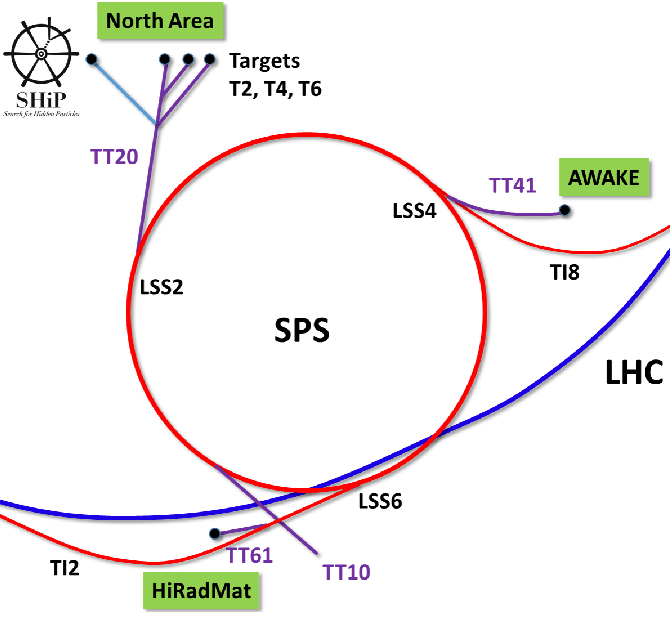 North Area
SHiP
Search for Hidden Particles
Targets
T2, T4, T6
TT20
TT41
AWAKE
LSS4
TI8
LSS2
SPS
LHC
LSS6
TT61
TI2
TT10
HiRadMat